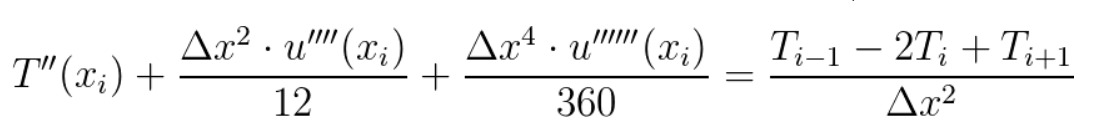 T''(x_i) + \frac{\Delta x^2 \cdot u''''(x_i)}{12} + \frac{\Delta x^4 \cdot u''''''(x_i)}{360} = \frac{T_{i-1} - 2T_i + T_{i+1}}{\Delta x^2}